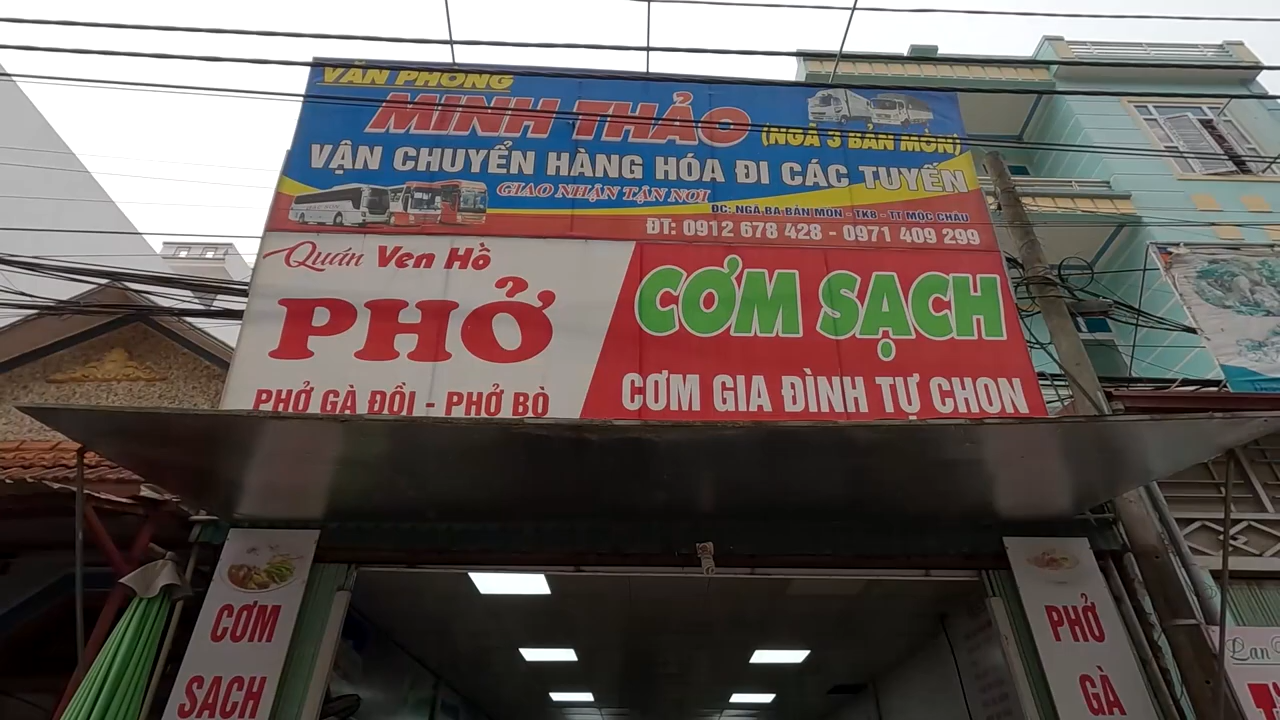 VĂN PHÒNG
MINH THẢO
(NGÃ 3 BẢN MÒN)
VẬN CHUYỂN HÀNG HÓA ĐI CÁC TUYẾN
GIAO NHẬN TẬN NƠI
ĐC: NGÃ BA BẢN MÒN - TK8 - TT MỘC CHÂU
ĐT: 0912 678 428 - 0971 409 299
Quán Ven Hồ
PHỞ
PHỞ GÀ ĐỒI - PHỞ BÒ
CƠM SẠCH
CƠM GIA ĐÌNH TỰ CHON
CƠM
SẠCH
PHỞ
GÀ
Lan